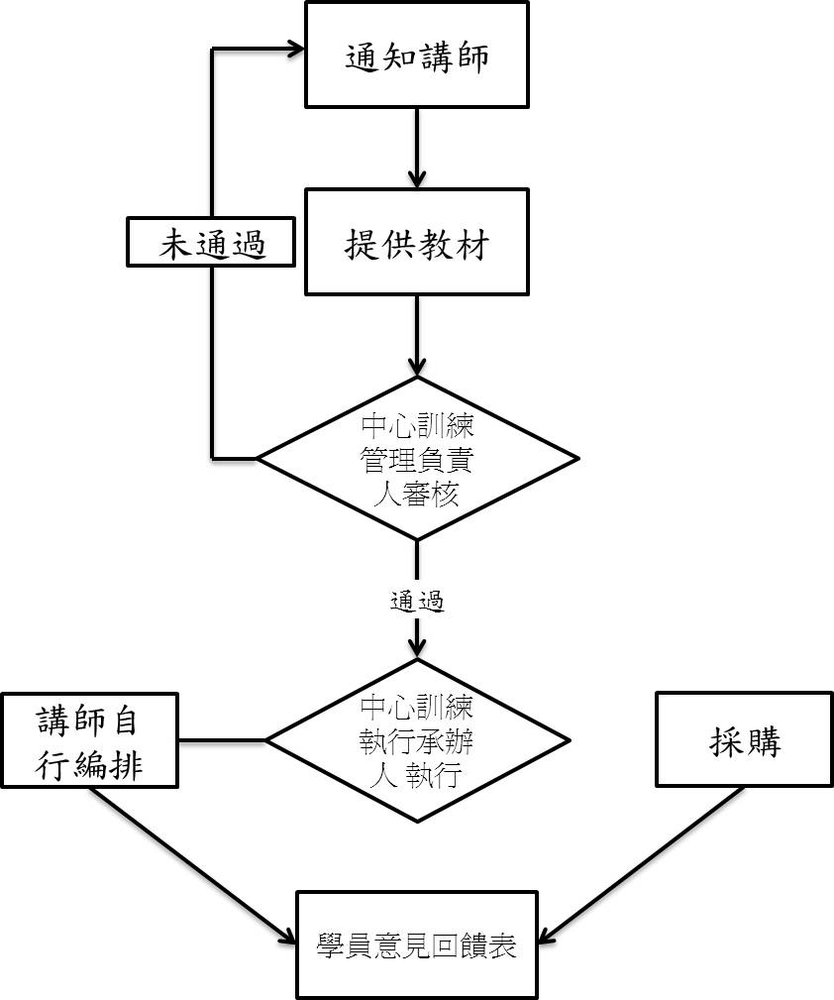 通知講師
未通過
提供教材
中心訓練
管理負責
人審核
通過
講師自
行編排
中心訓練
執行承辦
人 執行
採購
學員意見回饋表